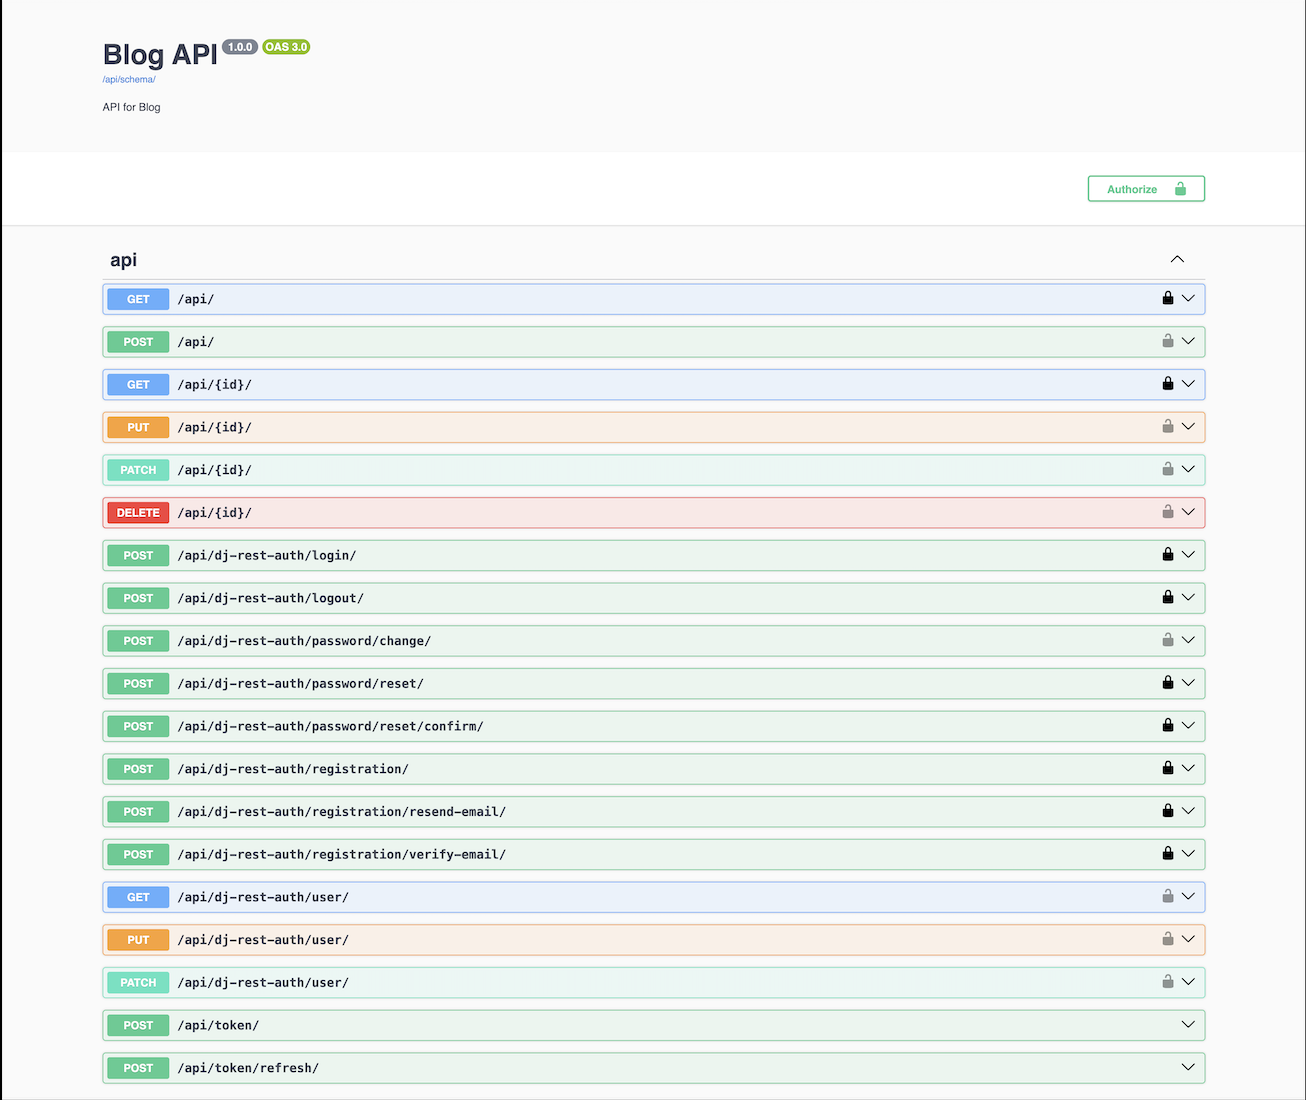 Blog API 1.0.0 OAS 3.0
/api/schema/
API for Blog
Authorize
api
GET /api/
POST /api/
GET /api/{id}/
PUT /api/{id}/
PATCH /api/{id}/
DELETE /api/{id}/
POST /api/dj-rest-auth/login/
POST /api/dj-rest-auth/logout/
POST /api/dj-rest-auth/password/change/
POST /api/dj-rest-auth/password/reset/
POST /api/dj-rest-auth/password/reset/confirm/
POST /api/dj-rest-auth/registration/
POST /api/dj-rest-auth/registration/resend-email/
POST /api/dj-rest-auth/registration/verify-email/
GET /api/dj-rest-auth/user/
PUT /api/dj-rest-auth/user/
PATCH /api/dj-rest-auth/user/
POST /api/token/
POST /api/token/refresh/